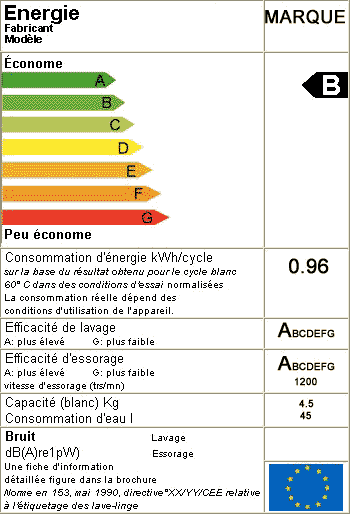 Energie
MARQUE
Fabricant
Modèle
Économe
A
B
B
C
D
E
F
G
Peu économe
Consommation d'énergie kWh/cycle
0.96
sur la base du résultat obtenu pour le cycle blanc
60° C dans des conditions d'essai normalisées
La consommation réelle dépend des
conditions d'utilisation de l'appareil.
Efficacité de lavage
ABCDEFG
A: plus élevé G: plus faible
Efficacité d'essorage
ABCDEFG
A: plus élevé G: plus faible
vitesse d'essorage (trs/mn)
1200
Capacité (blanc) Kg
4.5
Consommation d'eau l
45
Bruit
Lavage
dB(A)re1pW)
Essorage
Une fiche d'information
détaillée figure dans la brochure
Norme en 153, mai 1990, directive"XX/YY/CEE relative
à l'étiquetage des lave-linge